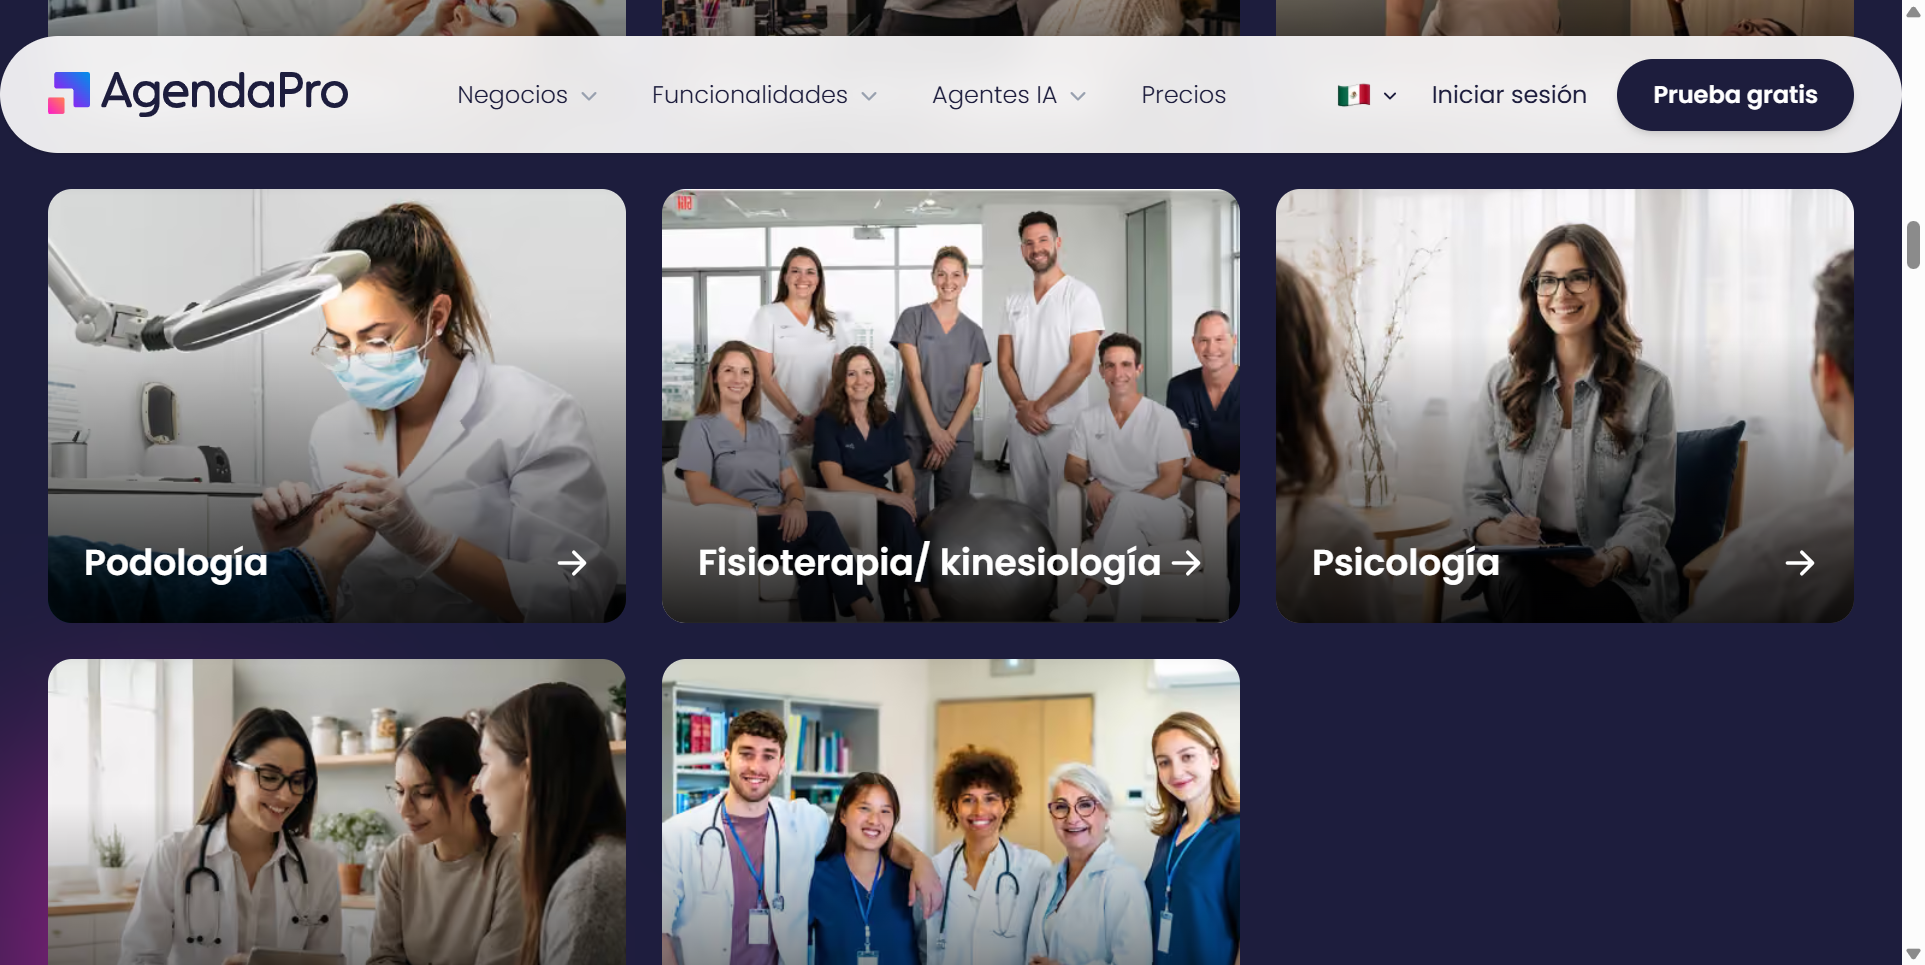 AgendaPro
Negocios
Funcionalidades
Agentes IA
Precios
Iniciar sesión
Prueba gratis
Podología
Fisioterapia/ kinesiología
Psicología